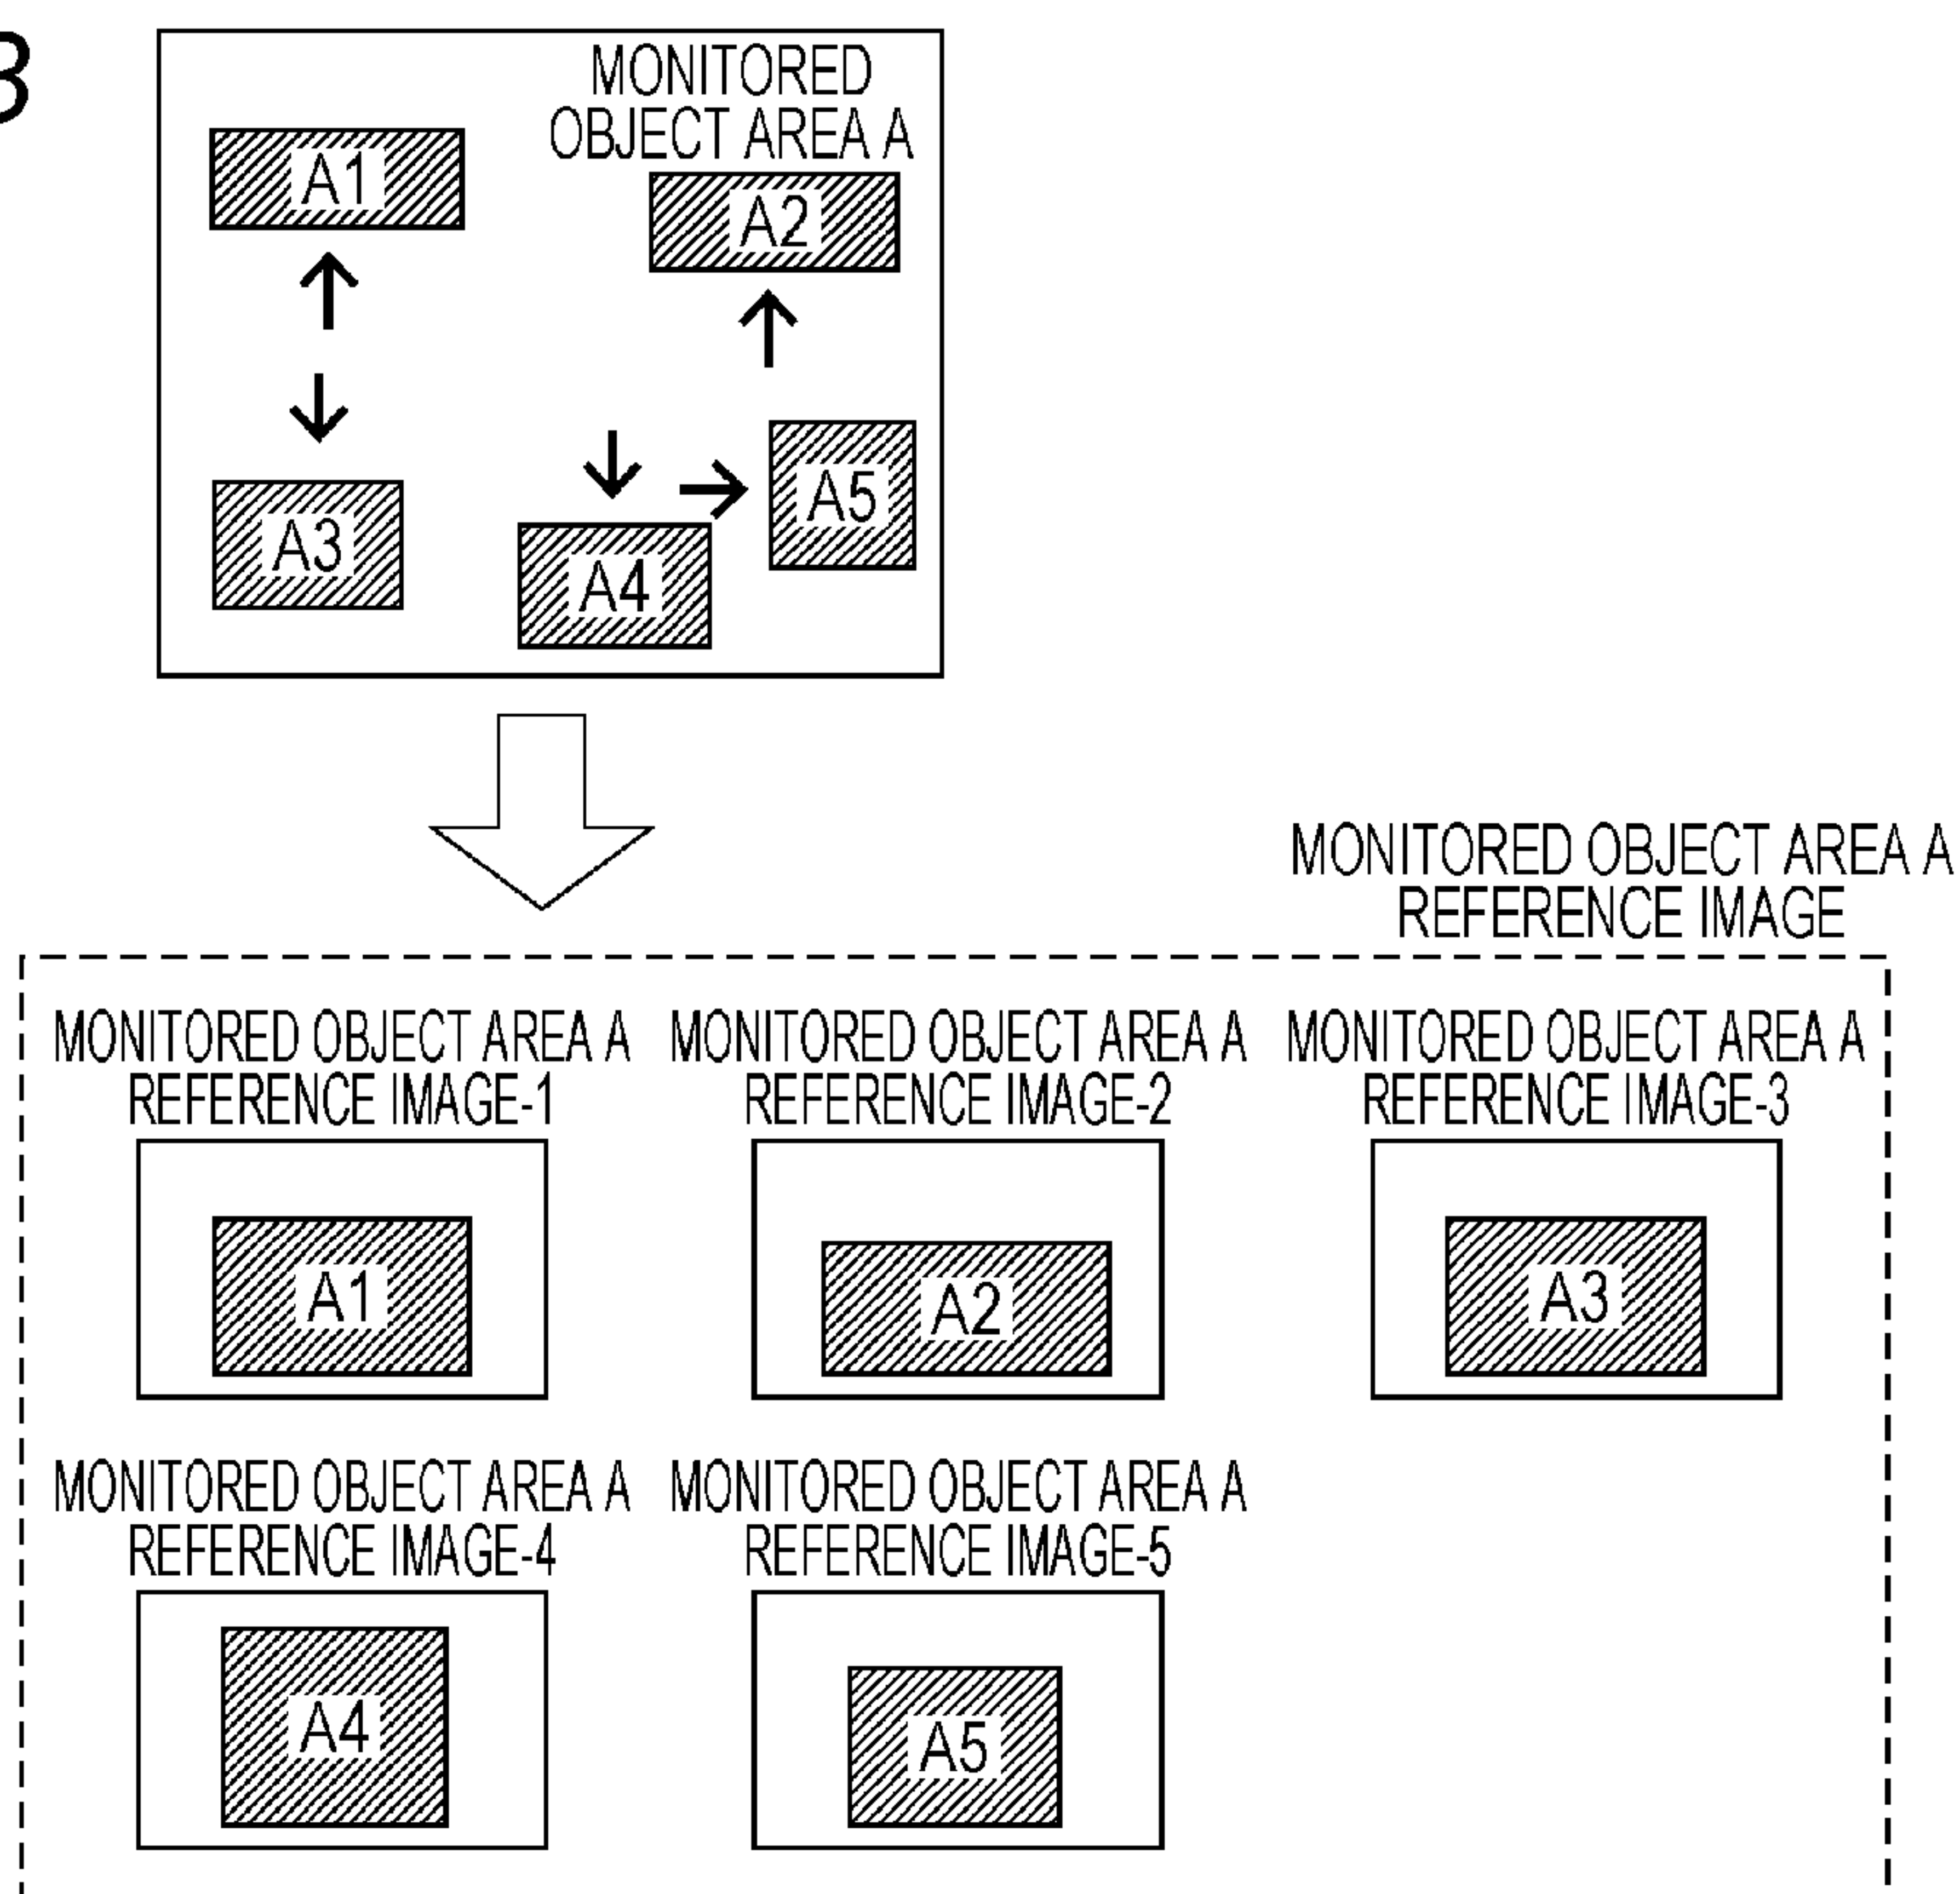 3
MONITORED
OBJECT AREA A
A1
A2
A3
A4
A5
MONITORED OBJECT AREA A
REFERENCE IMAGE
MONITORED OBJECT AREA A
REFERENCE IMAGE-1
A1
MONITORED OBJECT AREA A
REFERENCE IMAGE-2
A2
MONITORED OBJECT AREA A
REFERENCE IMAGE-3
A3
MONITORED OBJECT AREA A
REFERENCE IMAGE-4
A4
MONITORED OBJECT AREA A
REFERENCE IMAGE-5
A5